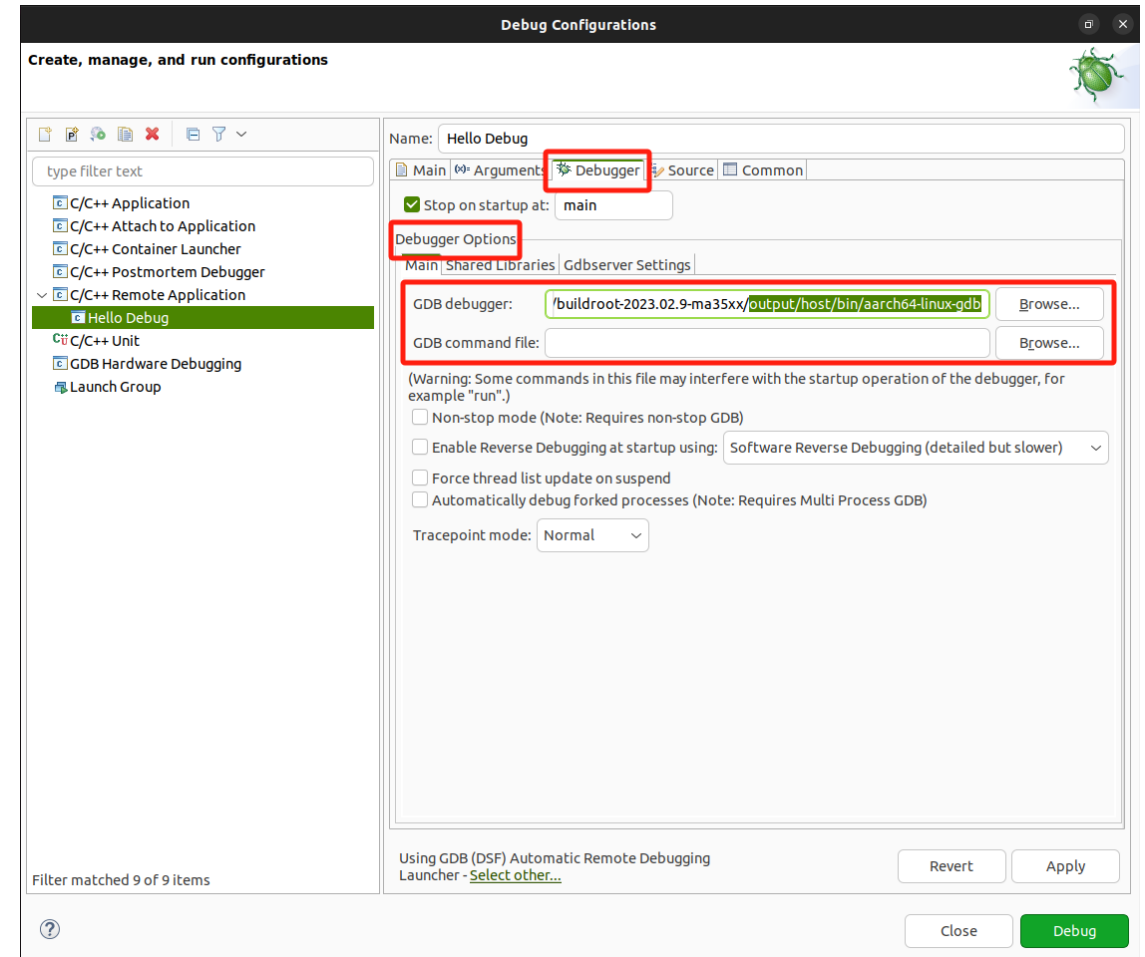 Debug Configurations
Create, manage, and run configurations
type filter text
C/C++ Application
C/C++ Attach to Application
C/C++ Container Launcher
C/C++ Postmortem Debugger
C/C++ Remote Application
Hello Debug
C/C++ Unit
GDB Hardware Debugging
Launch Group
Filter matched 9 of 9 items
Name: Hello Debug
Main Arguments Debugger Source Common
Stop on startup at: main
Debugger Options
Main Shared Libraries Gdbserver Settings
GDB debugger: /buildroot-2023.02.9-ma35xx/output/host/bin/aarch64-linux-gdb Browse...
GDB command file: Browse...
(Warning: Some commands in this file may interfere with the startup operation of the debugger, for
example "run".)
Non-stop mode (Note: Requires non-stop GDB)
Enable Reverse Debugging at startup using: Software Reverse Debugging (detailed but slower)
Force thread list update on suspend
Automatically debug forked processes (Note: Requires Multi Process GDB)
Tracepoint mode: Normal
Using GDB (DSF) Automatic Remote Debugging
Launcher - Select other...
Revert Apply
Close Debug